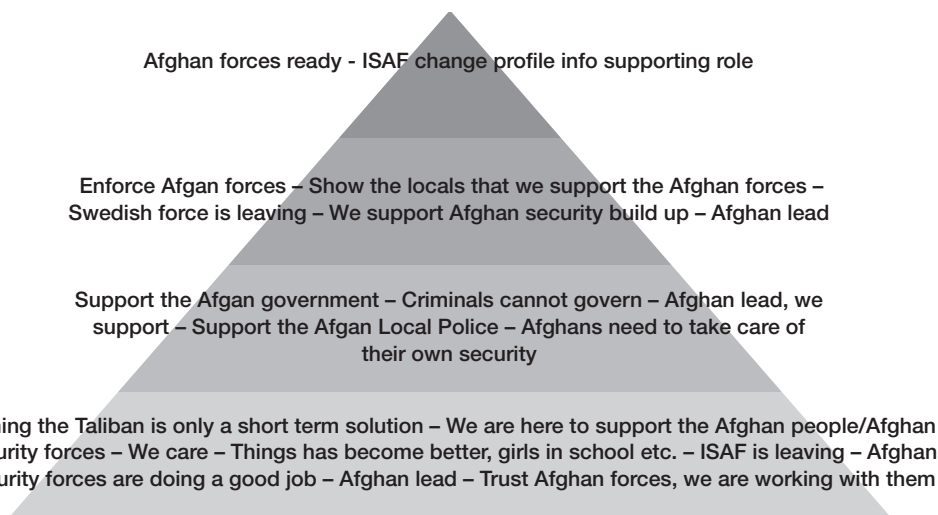 Afghan forces ready - ISAF change profile info supporting role
Enforce Afgan forces – Show the locals that we support the Afghan forces –
Swedish force is leaving – We support Afghan security build up – Afghan lead
Support the Afgan government – Criminals cannot govern – Afghan lead, we
support – Support the Afgan Local Police – Afghans need to take care of
their own security
the Taliban is only a short term solution – We are here to support the Afghan people/Afghan
forces – We care – Things has become better, girls in school etc. – ISAF is leaving – Afghan
forces are doing a good job – Afghan lead – Trust Afghan forces, we are working with them